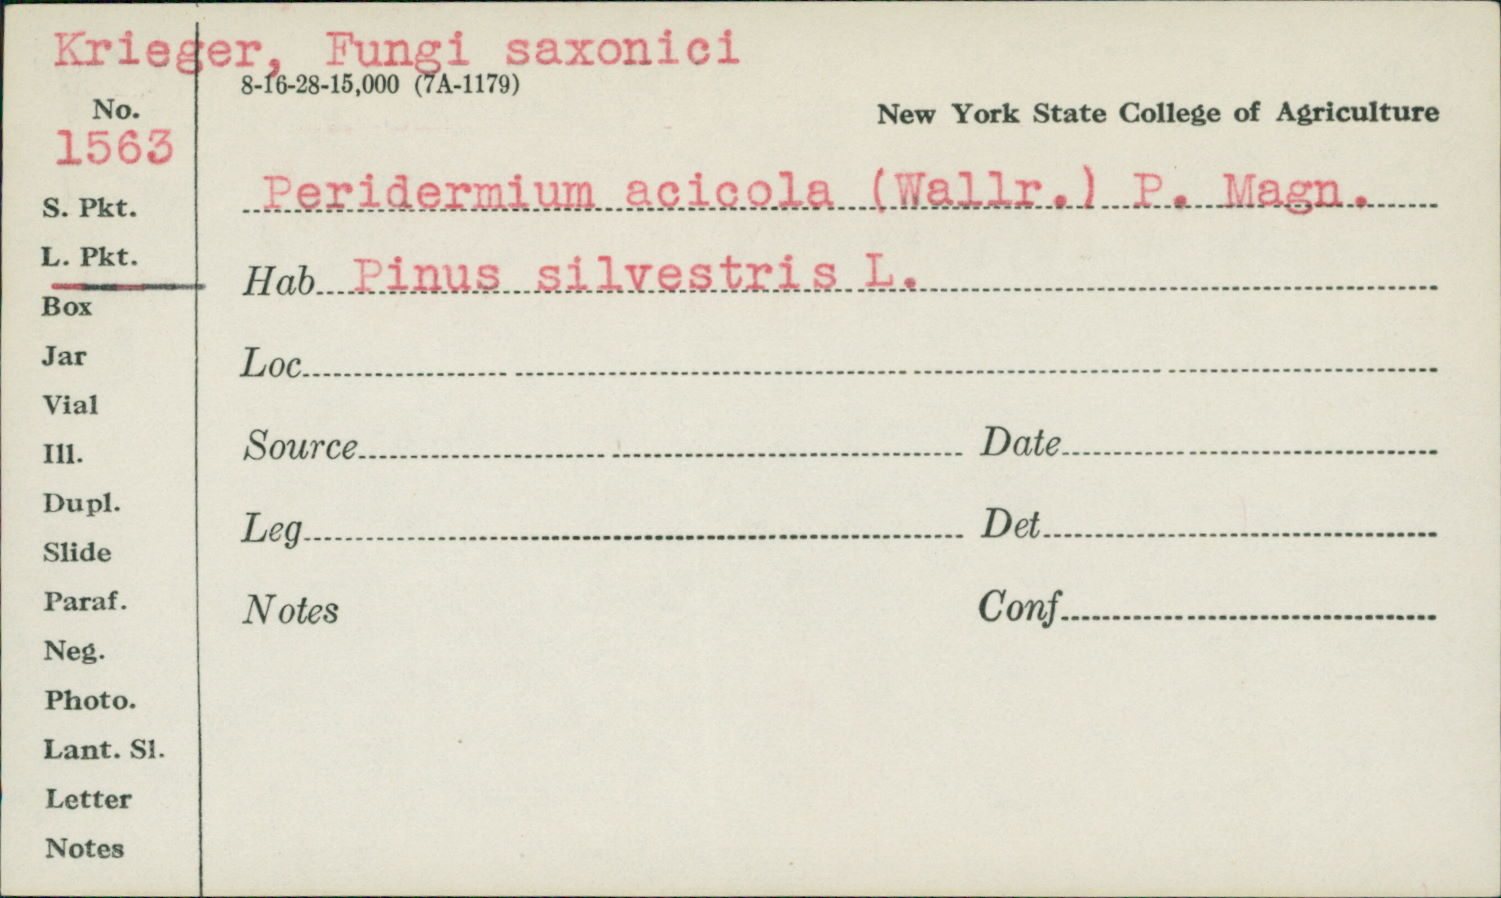 Krieger, Fungi saxonici
8-16-28-15,000 (7A-1179)
No.
New York State College of Agriculture
1563
Peridermium acicola (Wallr.) P. Magn.
S. Pkt.
L. Pkt.
Hab Pinus silvestris L.
Box
Jar
Loc
Vial
Ill.
Source Date
Dupl.
Leg Det
Slide
Paraf.
Notes Conf
Neg.
Photo.
Lant. Sl.
Letter
Notes